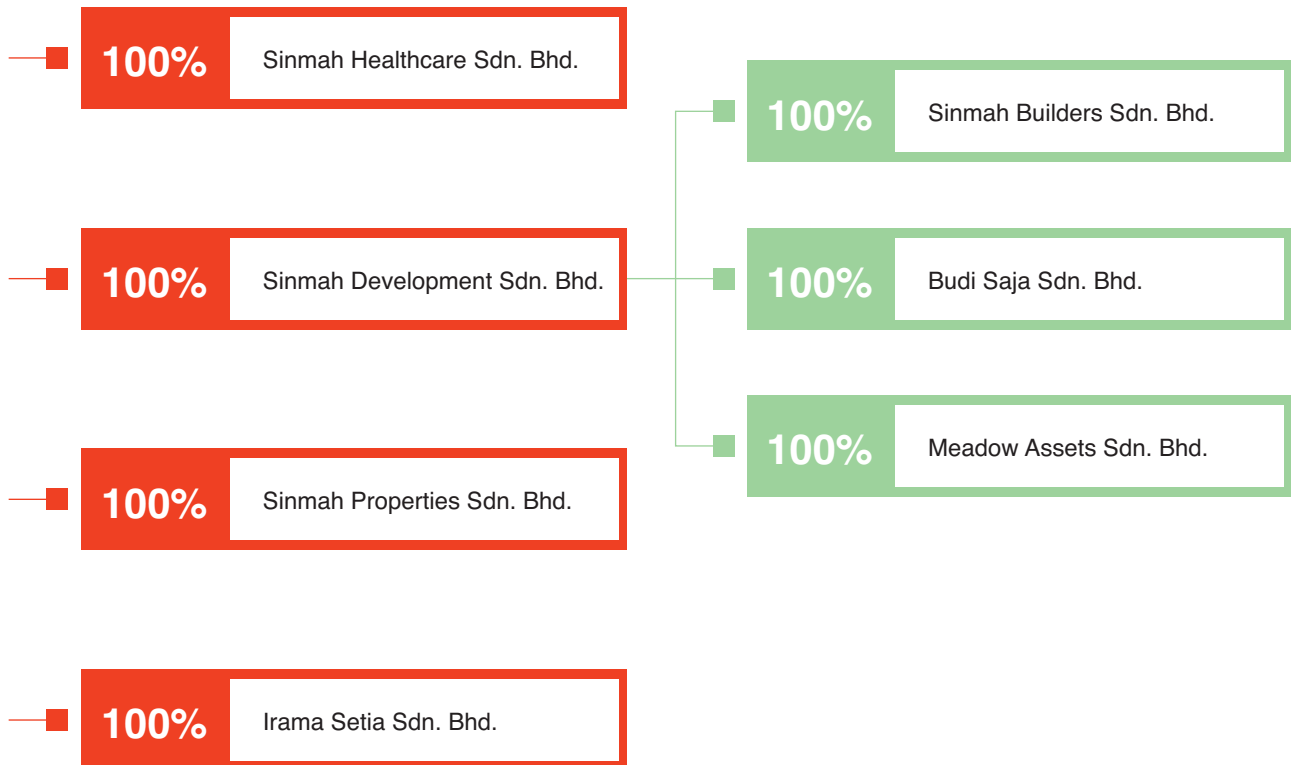 100% Sinmah Healthcare Sdn. Bhd.
100% Sinmah Development Sdn. Bhd.
100% Sinmah Properties Sdn. Bhd.
100% Irama Setia Sdn. Bhd.
100% Sinmah Builders Sdn. Bhd.
100% Budi Saja Sdn. Bhd.
100% Meadow Assets Sdn. Bhd.